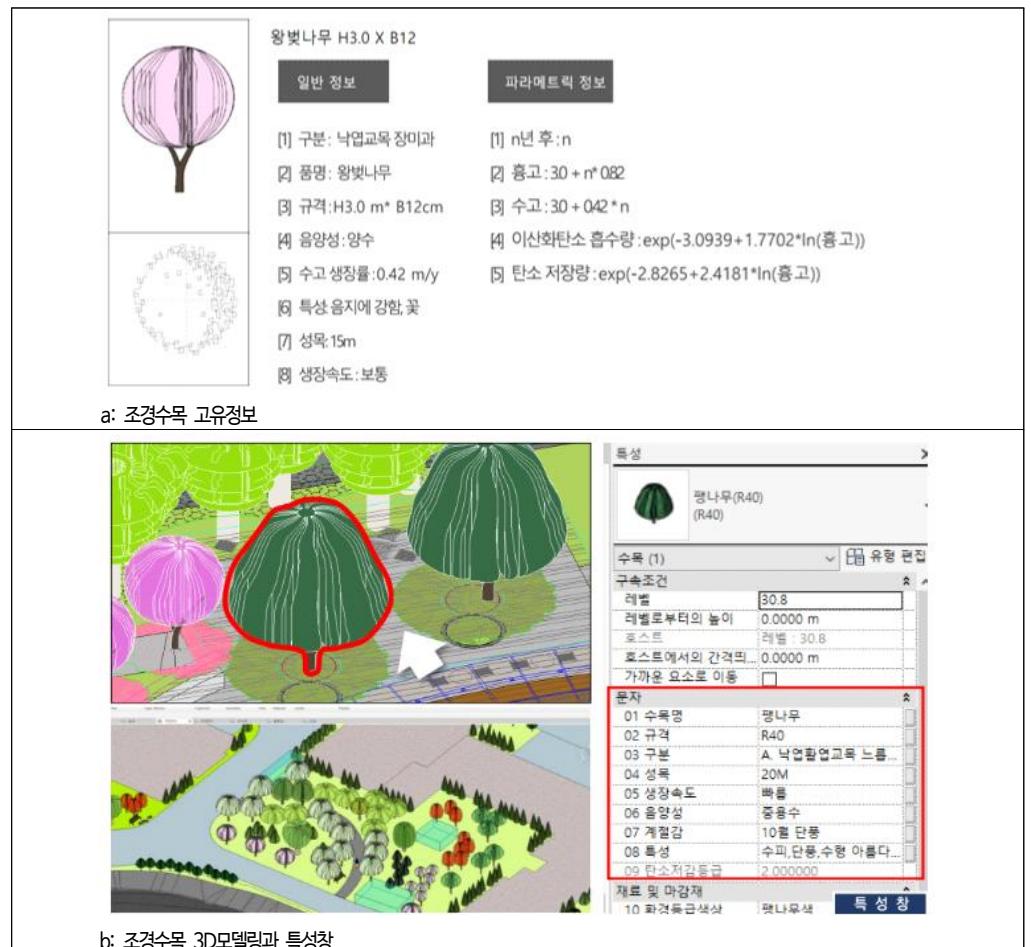 왕벚나무 H3.0 X B12
일반 정보
파라메트릭 정보
[1] 구분: 낙엽교목 장미과
[2] 품명: 왕벚나무
[3] 규격:H3.0 m* B12cm
[4] 음양성:양수
[5] 수고 생장률:0.42 m/y
[6] 특성:음지에 강함, 꽃
[7] 성목:15m
[8] 생장속도:보통
[1] n년 후:n
[2] 흉고:3.0 + n* 0.82
[3] 수고:3.0 + 0.42 * n
[4] 이산화탄소 흡수량:exp(-3.0939+1.7702*ln(흉고))
[5] 탄소 저장량:exp(-2.8265+2.4181*ln(흉고))
a: 조경수목 고유정보
특성
팽나무(R40)
(R40)
수목 (1)
유형 편집
구속조건
레벨 30.8
레벨로부터의 높이 0.0000 m
호스트 레벨 : 30.8
호스트에서의 간격띄... 0.0000 m
가까운 요소로 이동
문자
01 수목명 팽나무
02 규격 R40
03 구분 A. 낙엽활엽교목 느릅...
04 성목 20M
05 생장속도 빠름
06 음양성 중용수
07 계절감 10월 단풍
08 특성 수피,단풍,수형 아름다...
09 탄소저감등급 2.000000
재료 및 마감재
10 환경등급색상 팽나무색
특 성 창
b: 조경수목 3D모델링과 특성창